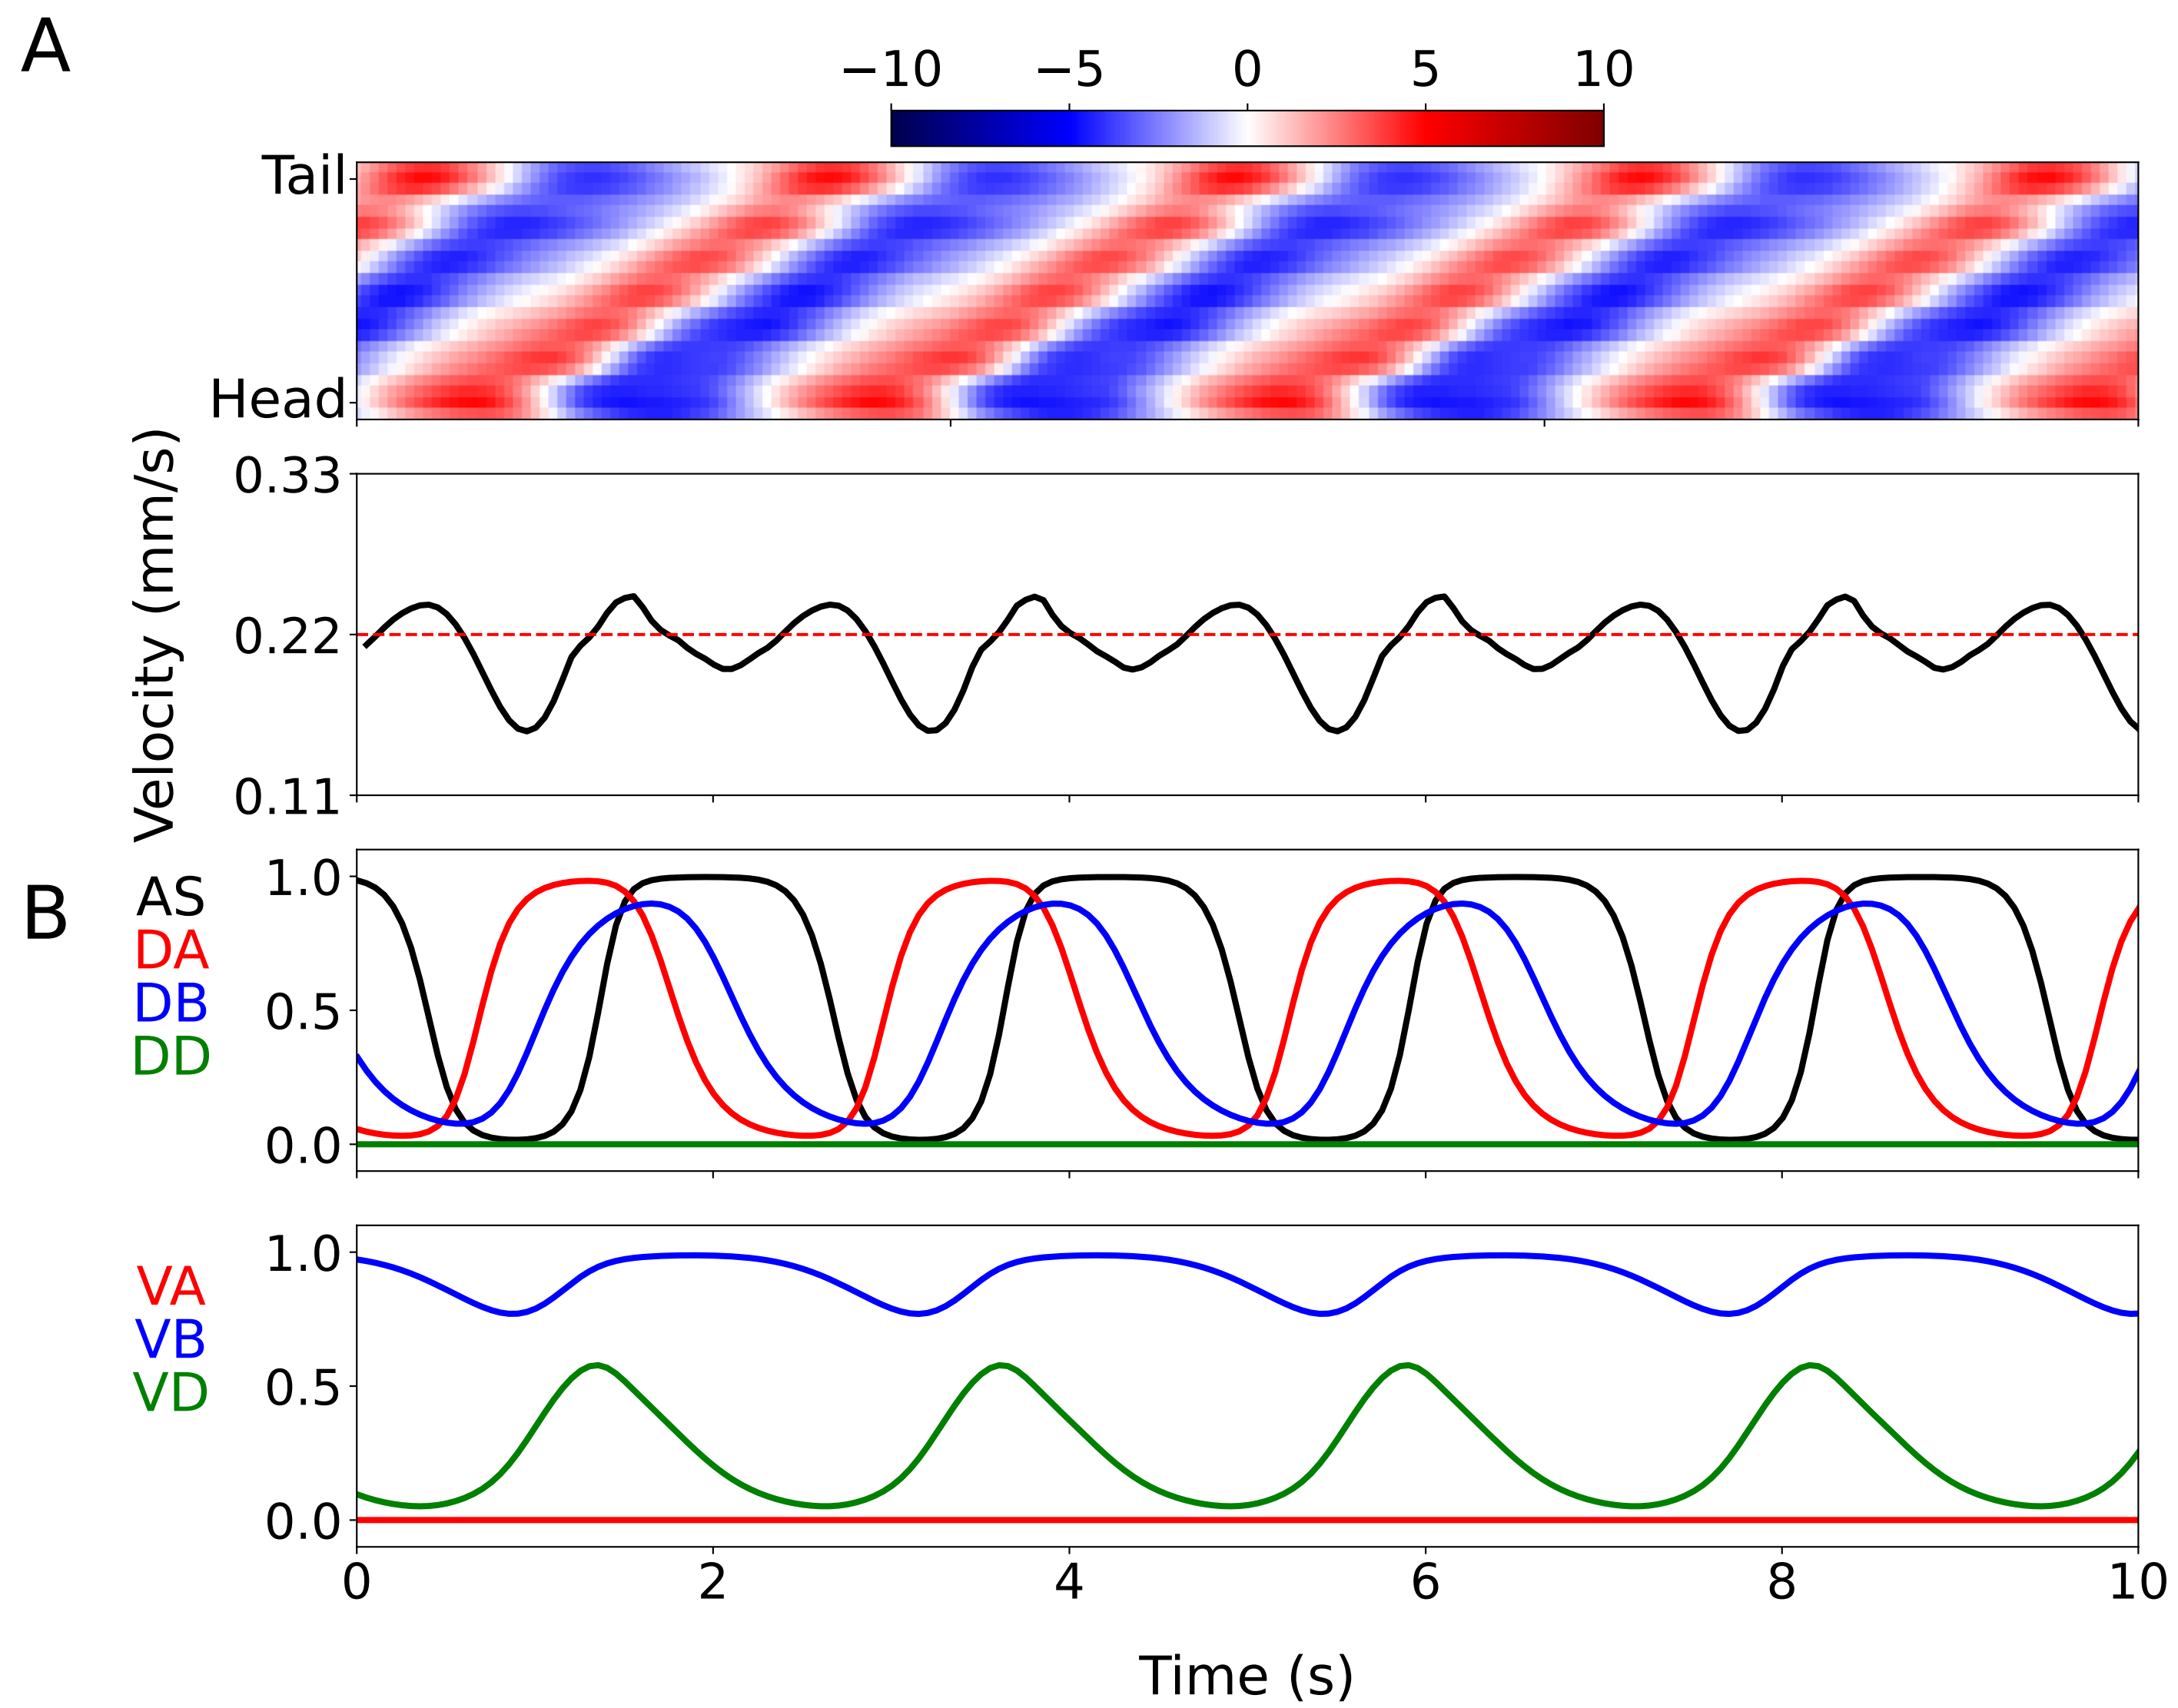 A
−10 −5 0 5 10
Tail
Head
Velocity (mm/s)
0.33
0.22
0.11
B
AS
DA
DB
DD
1.0
0.5
0.0
VA
VB
VD
1.0
0.5
0.0
0 2 4 6 8 10
Time (s)